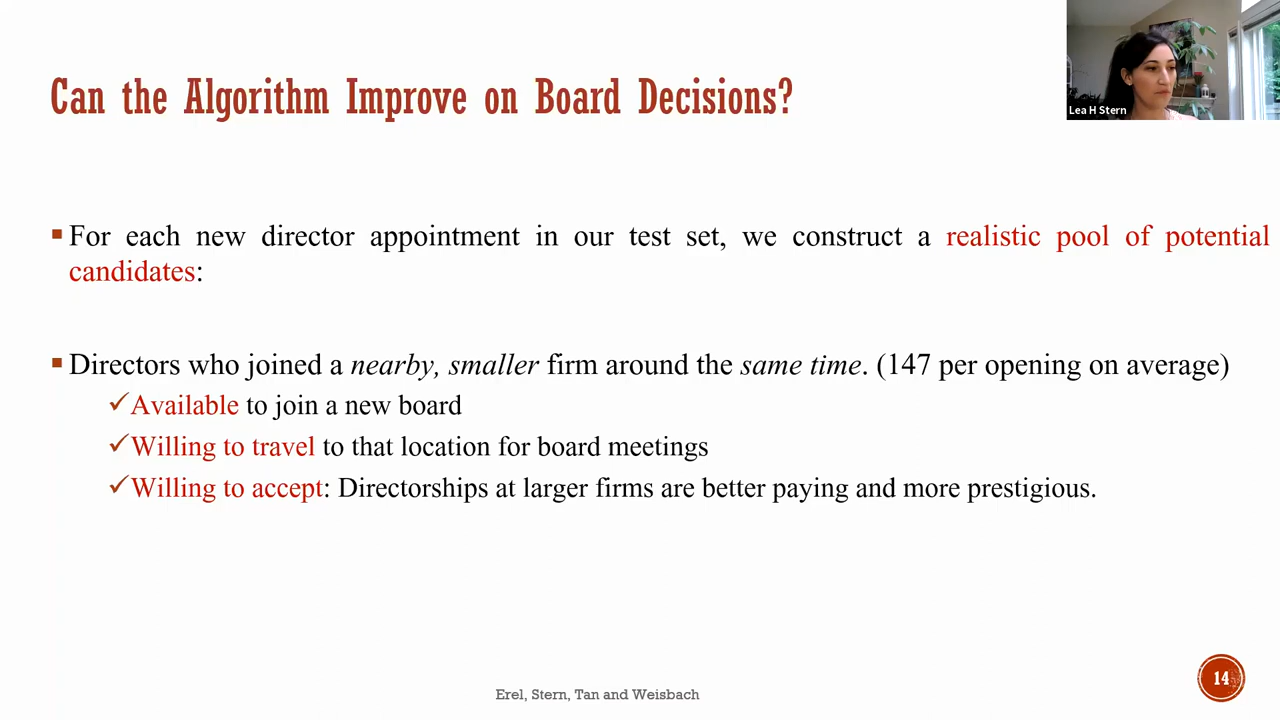 Can the Algorithm Improve on Board Decisions?
Lea H Stern
For each new director appointment in our test set, we construct a realistic pool of potential
candidates:
Directors who joined a nearby, smaller firm around the same time. (147 per opening on average)
Available to join a new board
Willing to travel to that location for board meetings
Willing to accept: Directorships at larger firms are better paying and more prestigious.
Erel, Stern, Tan and Weisbach
14